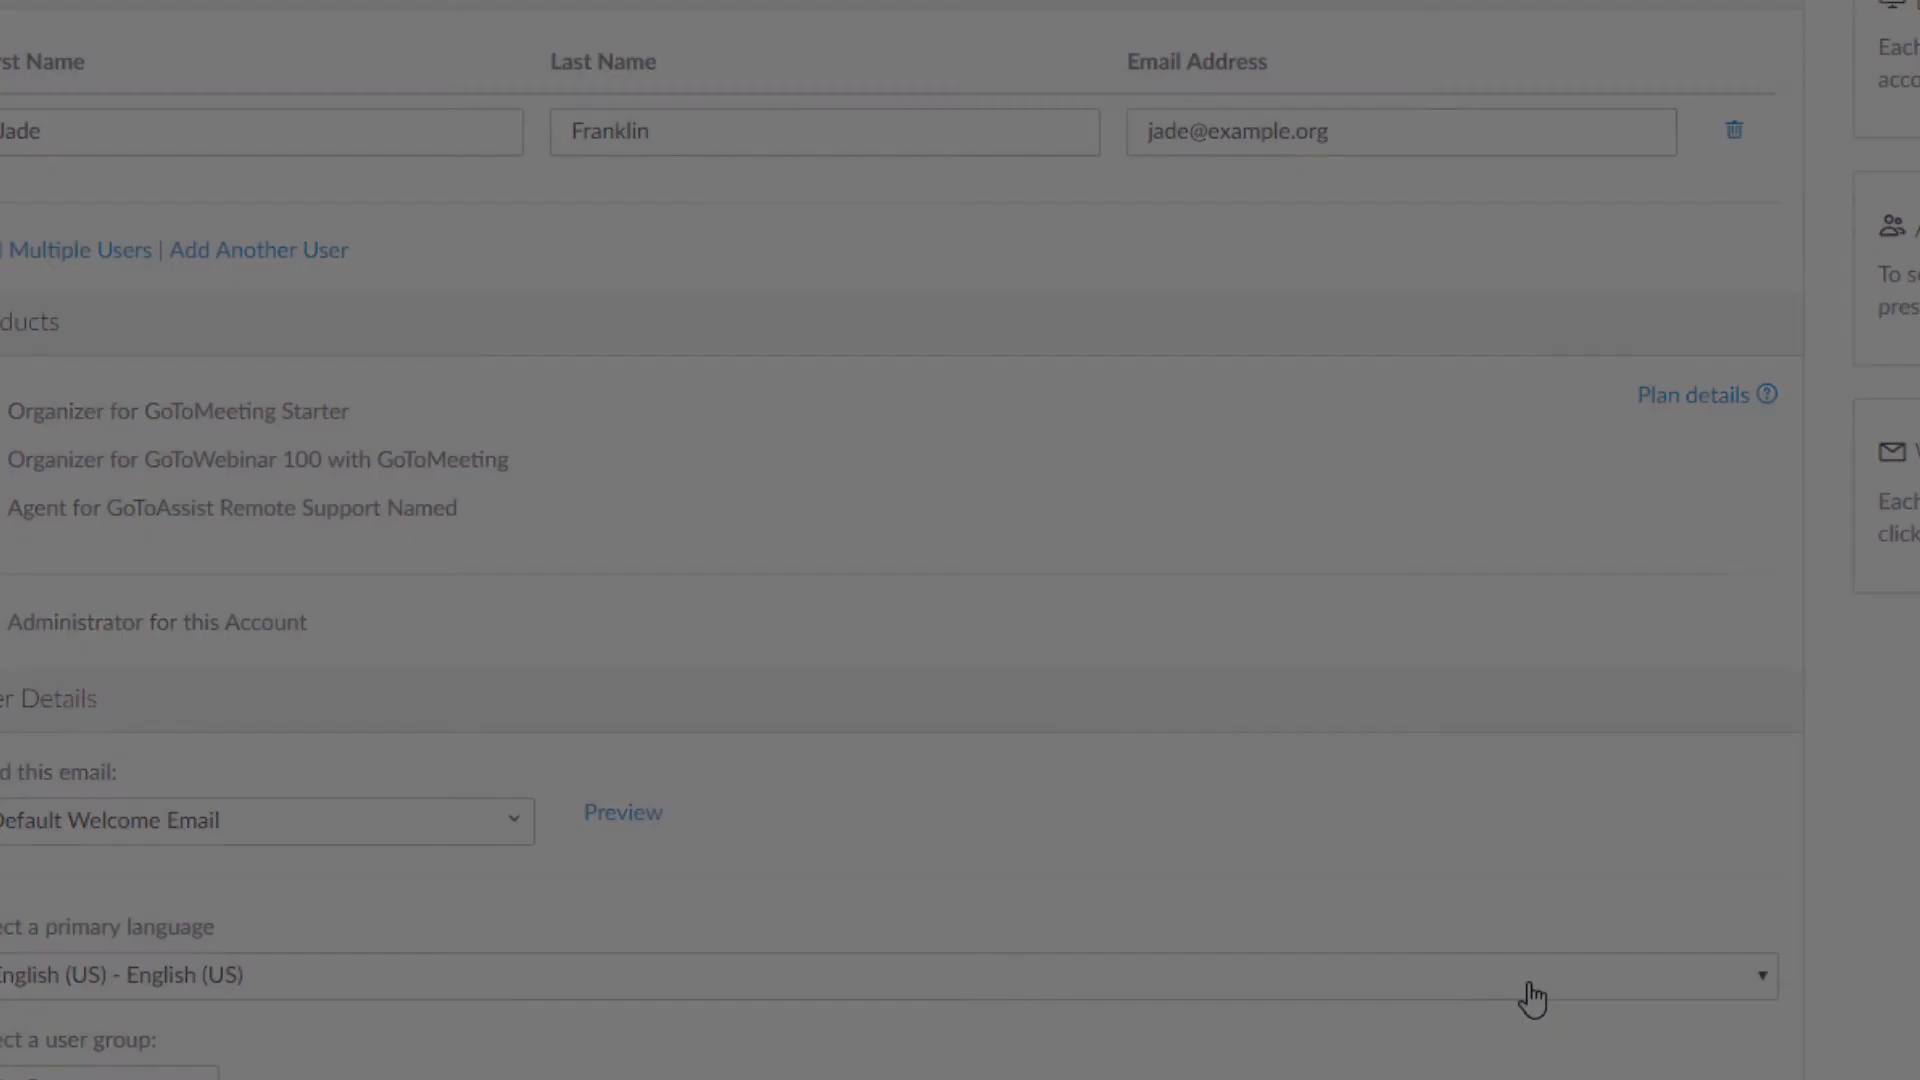 rst Name Last Name Email Address
Jade Franklin jade@example.org
Multiple Users | Add Another User
ducts
Plan details
Organizer for GoToMeeting Starter
Organizer for GoToWebinar 100 with GoToMeeting
Agent for GoToAssist Remote Support Named
Administrator for this Account
er Details
d this email:
Default Welcome Email Preview
ect a primary language
English (US) - English (US)
ect a user group:
Each
acco
To s
pres
Each
click